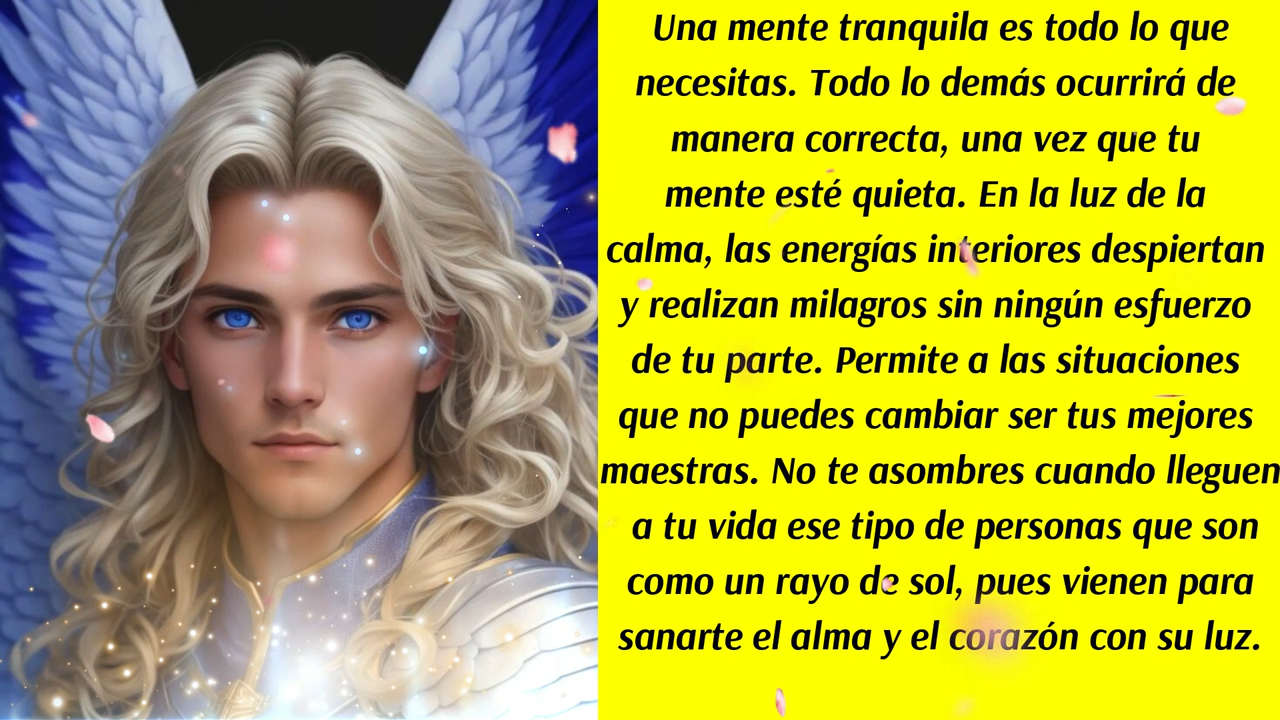 Una mente tranquila es todo lo que
necesitas. Todo lo demás ocurrirá de
manera correcta, una vez que tu
mente esté quieta. En la luz de la
calma, las energías interiores despiertan
y realizan milagros sin ningún esfuerzo
de tu parte. Permite a las situaciones
que no puedes cambiar ser tus mejores
maestras. No te asombres cuando lleguen
a tu vida ese tipo de personas que son
como un rayo de sol, pues vienen para
sanarte el alma y el corazón con su luz.